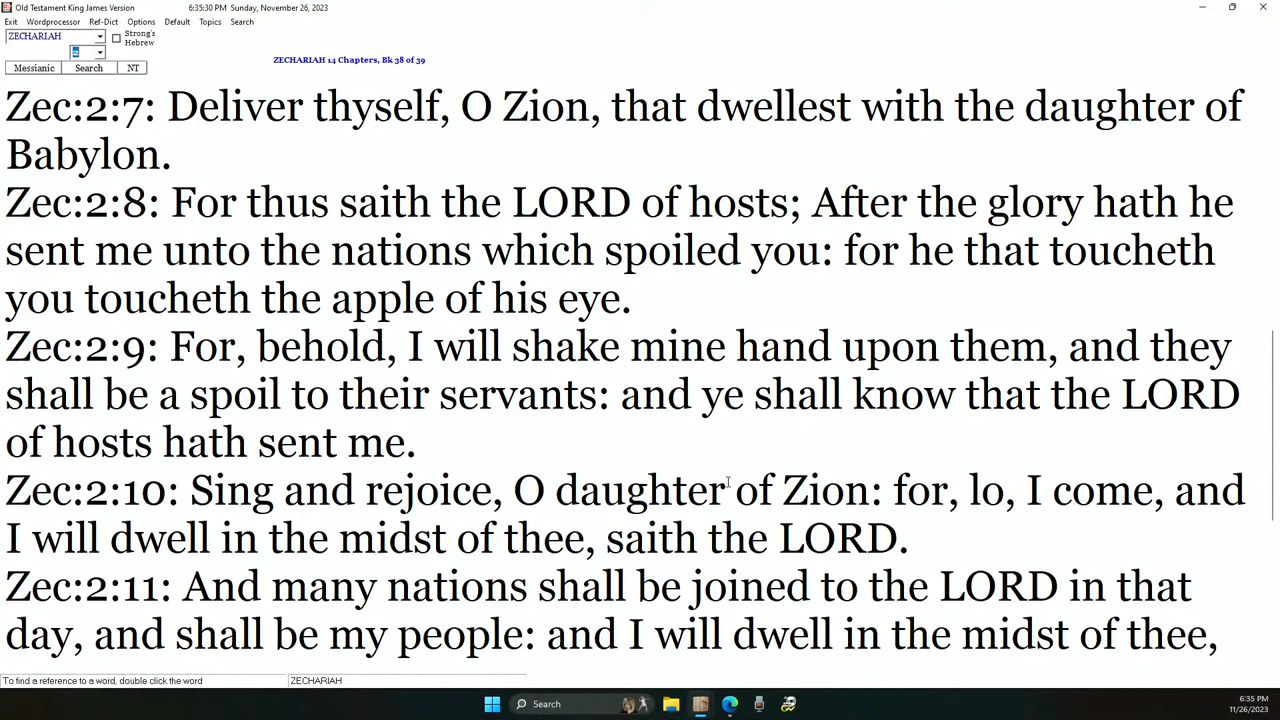 Old Testament King James Version 6:35:30 PM Sunday, November 26, 2023
Exit Wordprocessor Ref-Dict Options Default Topics Search
ZECHARIAH
Strong's
Hebrew
2
ZECHARIAH 14 Chapters, Bk 38 of 39
Messianic Search NT
Zec:2:7: Deliver thyself, O Zion, that dwellest with the daughter of
Babylon.
Zec:2:8: For thus saith the LORD of hosts; After the glory hath he
sent me unto the nations which spoiled you: for he that toucheth
you toucheth the apple of his eye.
Zec:2:9: For, behold, I will shake mine hand upon them, and they
shall be a spoil to their servants: and ye shall know that the LORD
of hosts hath sent me.
Zec:2:10: Sing and rejoice, O daughter of Zion: for, lo, I come, and
I will dwell in the midst of thee, saith the LORD.
Zec:2:11: And many nations shall be joined to the LORD in that
day, and shall be my people: and I will dwell in the midst of thee,
To find a reference to a word, double click the word ZECHARIAH
Search
6:35 PM
11/26/2023